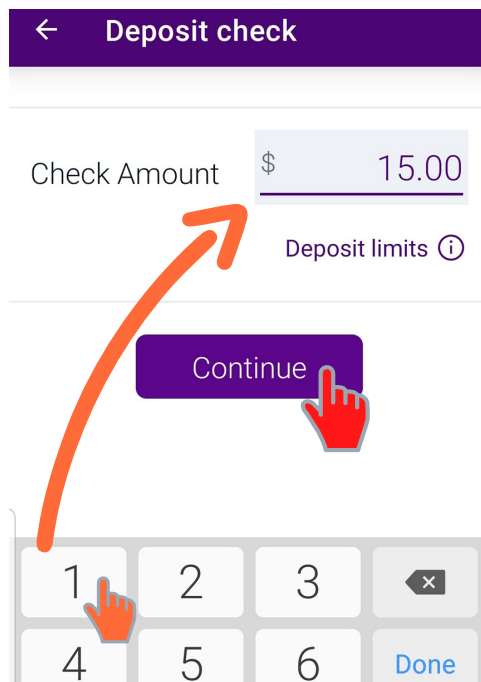 Deposit check
Check Amount $ 15.00
Deposit limits
Continue
1 2 3
4 5 6 Done